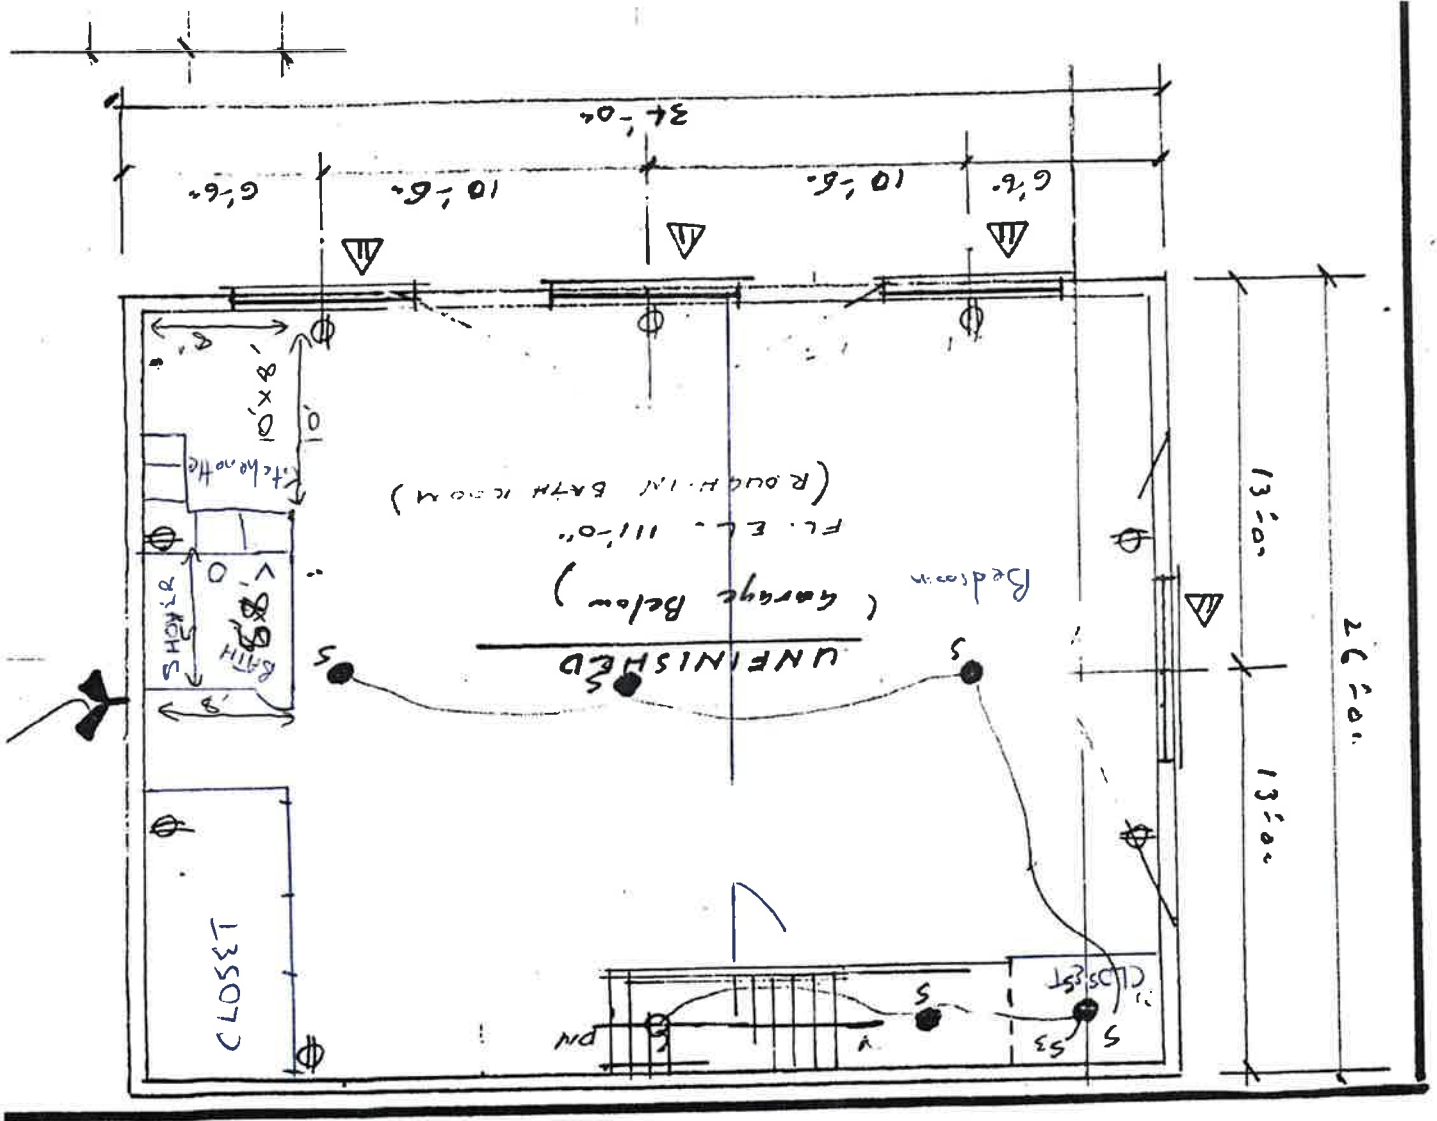 34'-0"
6'-6"
10'-6"
10'-6"
6'-6"
8'
10'x8'
10'
Kitchenette
(ROUGH-IN BATH ROOM)
FL. EL. 111'-0"
(Garage Below)
UNFINISHED
Bedroom
SHOWER
BATH
8'x8'
8'
S
S
S
13'-0"
26'-0"
13'-0"
CLOSET
CLOSET
DN
S
S3
S